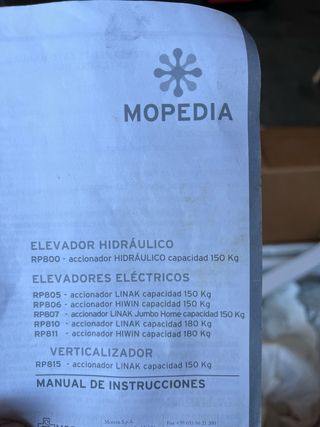 MOPEDIA
ELEVADOR HIDRÁULICO
RP800 - accionador HIDRÁULICO capacidad 150 Kg
ELEVADORES ELÉCTRICOS
RP805 - accionador LINAK capacidad 150 Kg
RP806 - accionador HIWIN capacidad 150 Kg
RP807 - accionador LINAK Jumbo Home capacidad 150 Kg
RP810 - accionador LINAK capacidad 180 Kg
RP811 - accionador HIWIN capacidad 180 Kg
VERTICALIZADOR
RP815 - accionador LINAK capacidad 150 Kg
MANUAL DE INSTRUCCIONES
Moretti S.p.A.